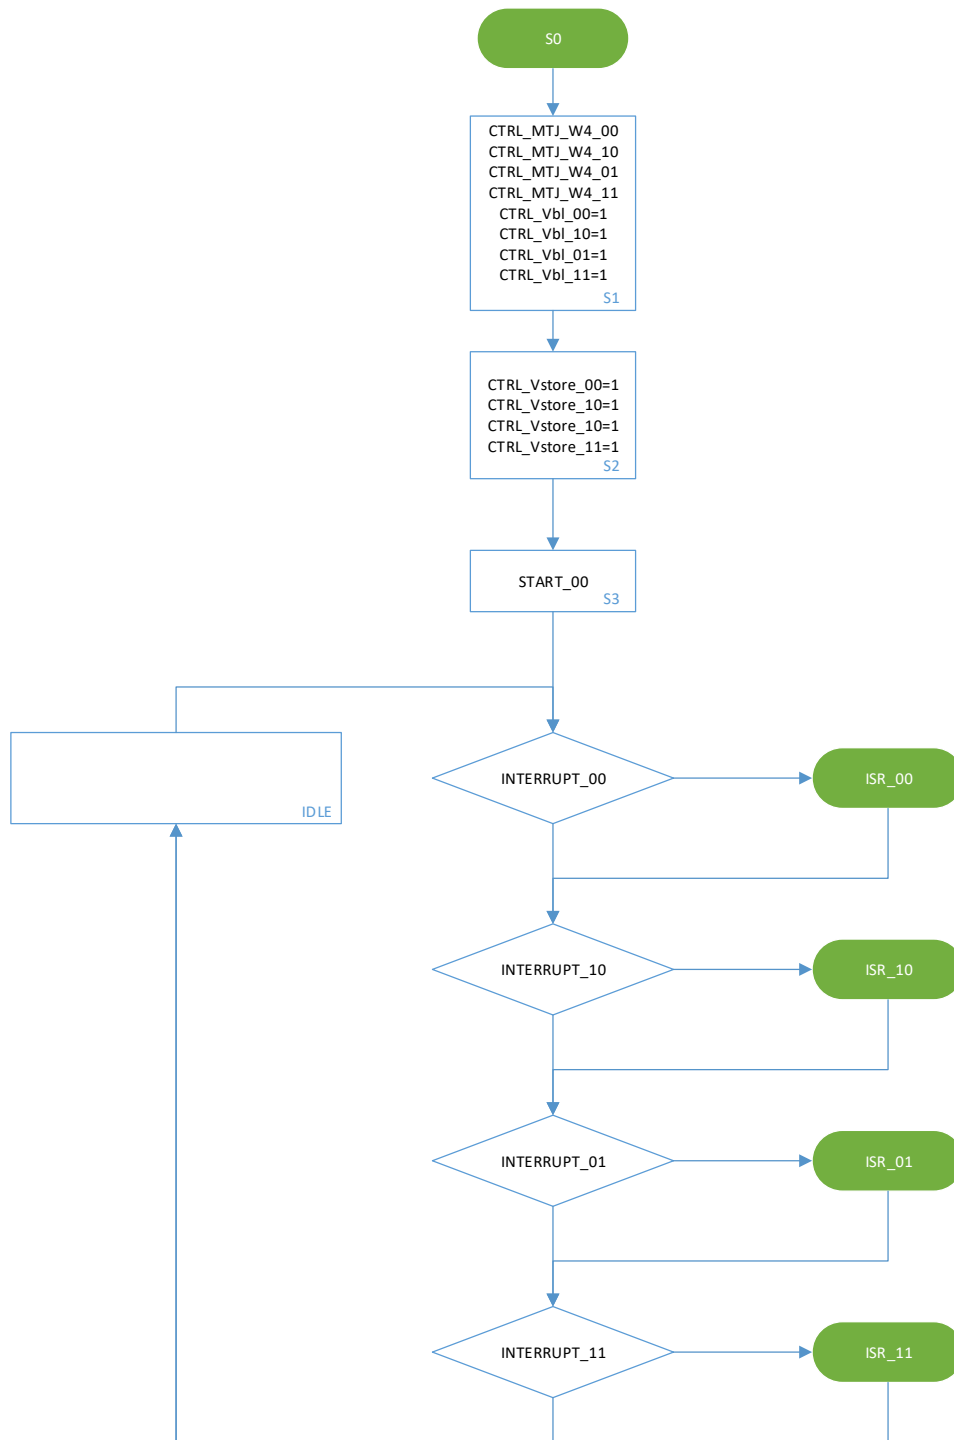 S0
CTRL_MTJ_W4_00
CTRL_MTJ_W4_10
CTRL_MTJ_W4_01
CTRL_MTJ_W4_11
CTRL_Vbl_00=1
CTRL_Vbl_10=1
CTRL_Vbl_01=1
CTRL_Vbl_11=1
S1
CTRL_Vstore_00=1
CTRL_Vstore_10=1
CTRL_Vstore_10=1
CTRL_Vstore_11=1
S2
START_00
S3
INTERRUPT_00
ISR_00
IDLE
INTERRUPT_10
ISR_10
INTERRUPT_01
ISR_01
INTERRUPT_11
ISR_11